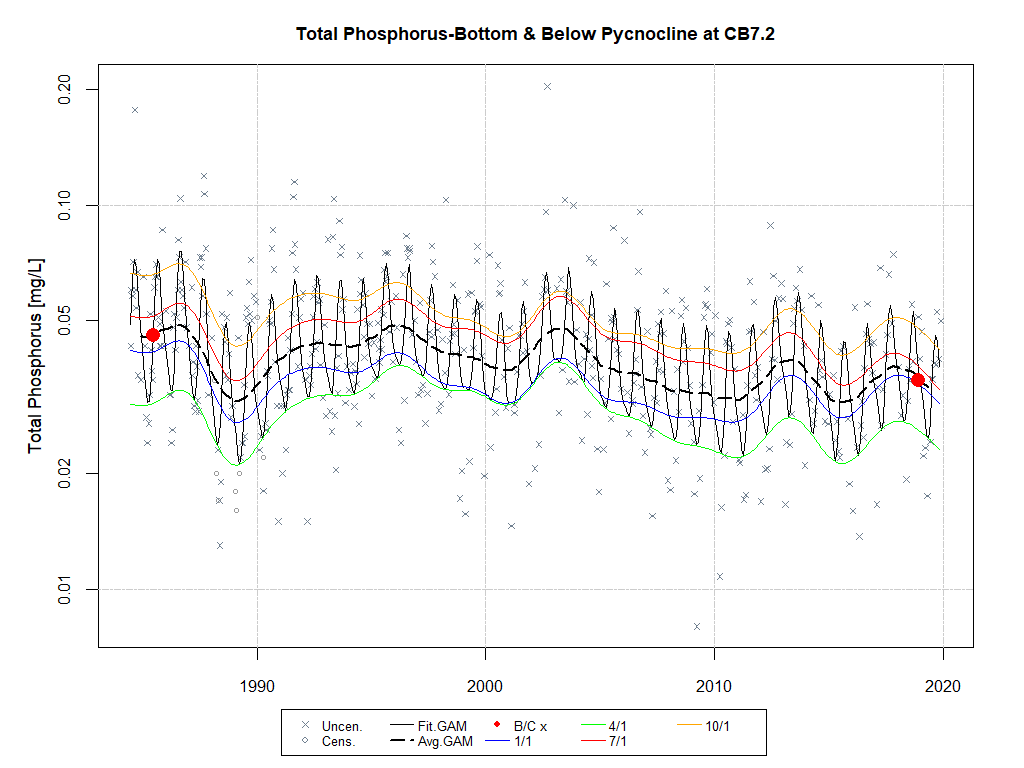 Total Phosphorus-Bottom & Below Pycnocline at CB7.2
Total Phosphorus [mg/L]
0.20
0.10
0.05
0.02
0.01
1990 2000 2010 2020
Uncen. Fit.GAM B/C x 4/1 10/1
Cens. Avg.GAM 1/1 7/1